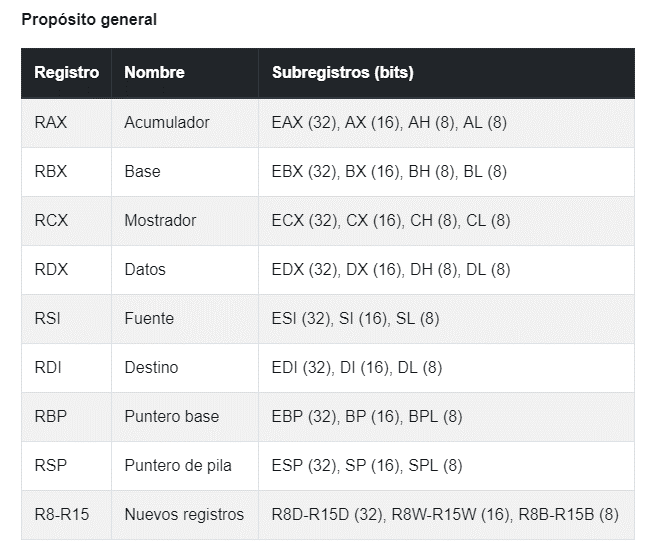 Propósito general
Registro Nombre Subregistros (bits)
RAX Acumulador EAX (32), AX (16), AH (8), AL (8)
RBX Base EBX (32), BX (16), BH (8), BL (8)
RCX Mostrador ECX (32), CX (16), CH (8), CL (8)
RDX Datos EDX (32), DX (16), DH (8), DL (8)
RSI Fuente ESI (32), SI (16), SL (8)
RDI Destino EDI (32), DI (16), DL (8)
RBP Puntero base EBP (32), BP (16), BPL (8)
RSP Puntero de pila ESP (32), SP (16), SPL (8)
R8-R15 Nuevos registros R8D-R15D (32), R8W-R15W (16), R8B-R15B (8)